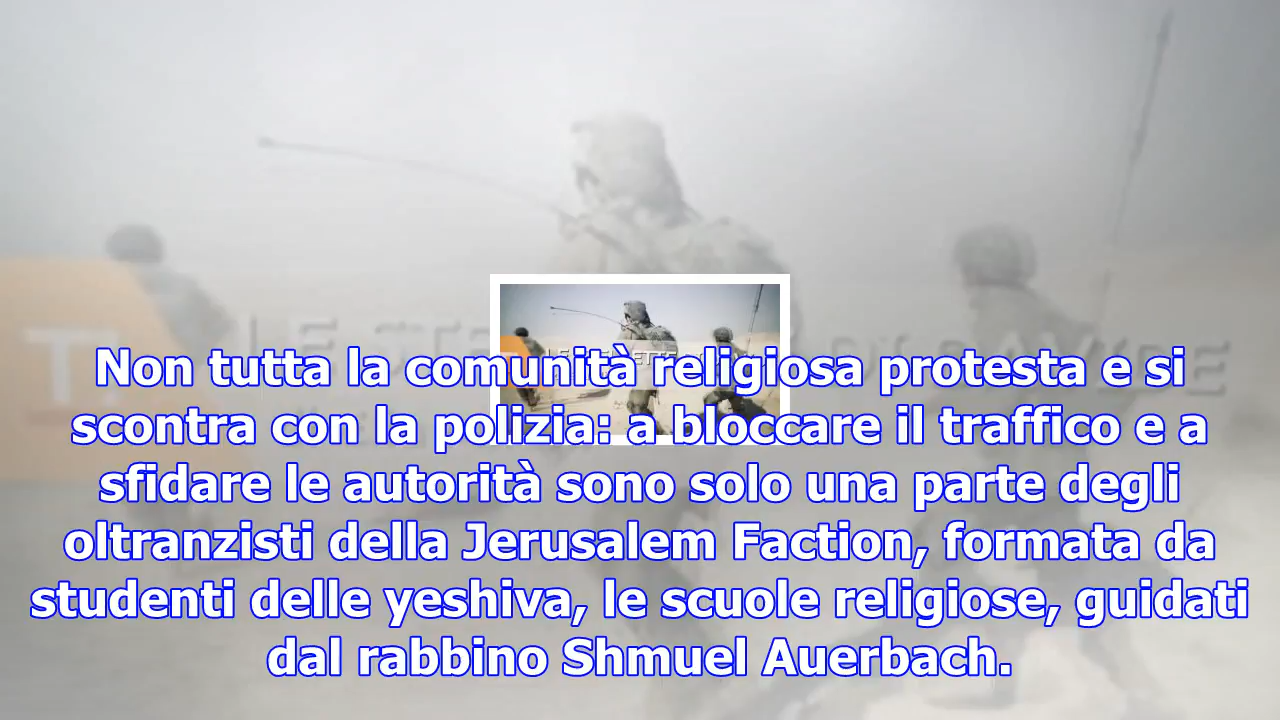 Non tutta la comunità religiosa protesta e si
scontra con la polizia: a bloccare il traffico e a
sfidare le autorità sono solo una parte degli
oltranzisti della Jerusalem Faction, formata da
studenti delle yeshiva, le scuole religiose, guidati
dal rabbino Shmuel Auerbach.